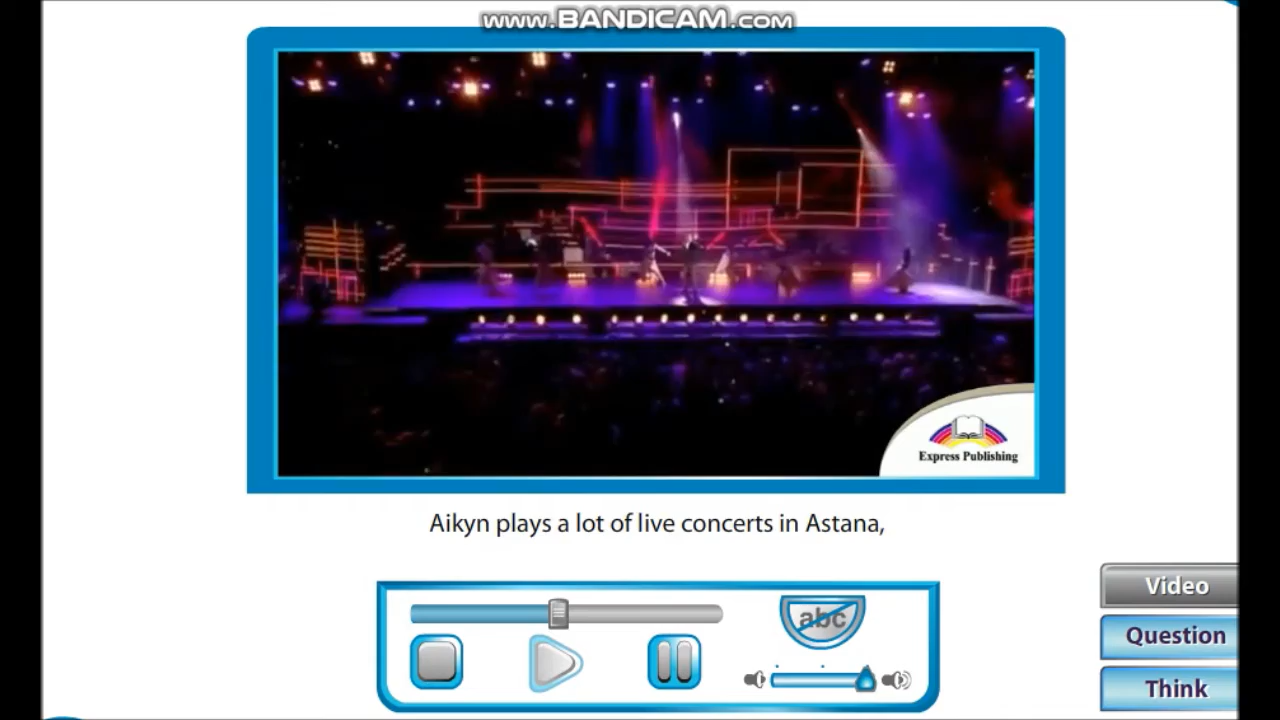 www.BANDICAM.com
Express Publishing
Aikyn plays a lot of live concerts in Astana,
abc
Video
Question
Think